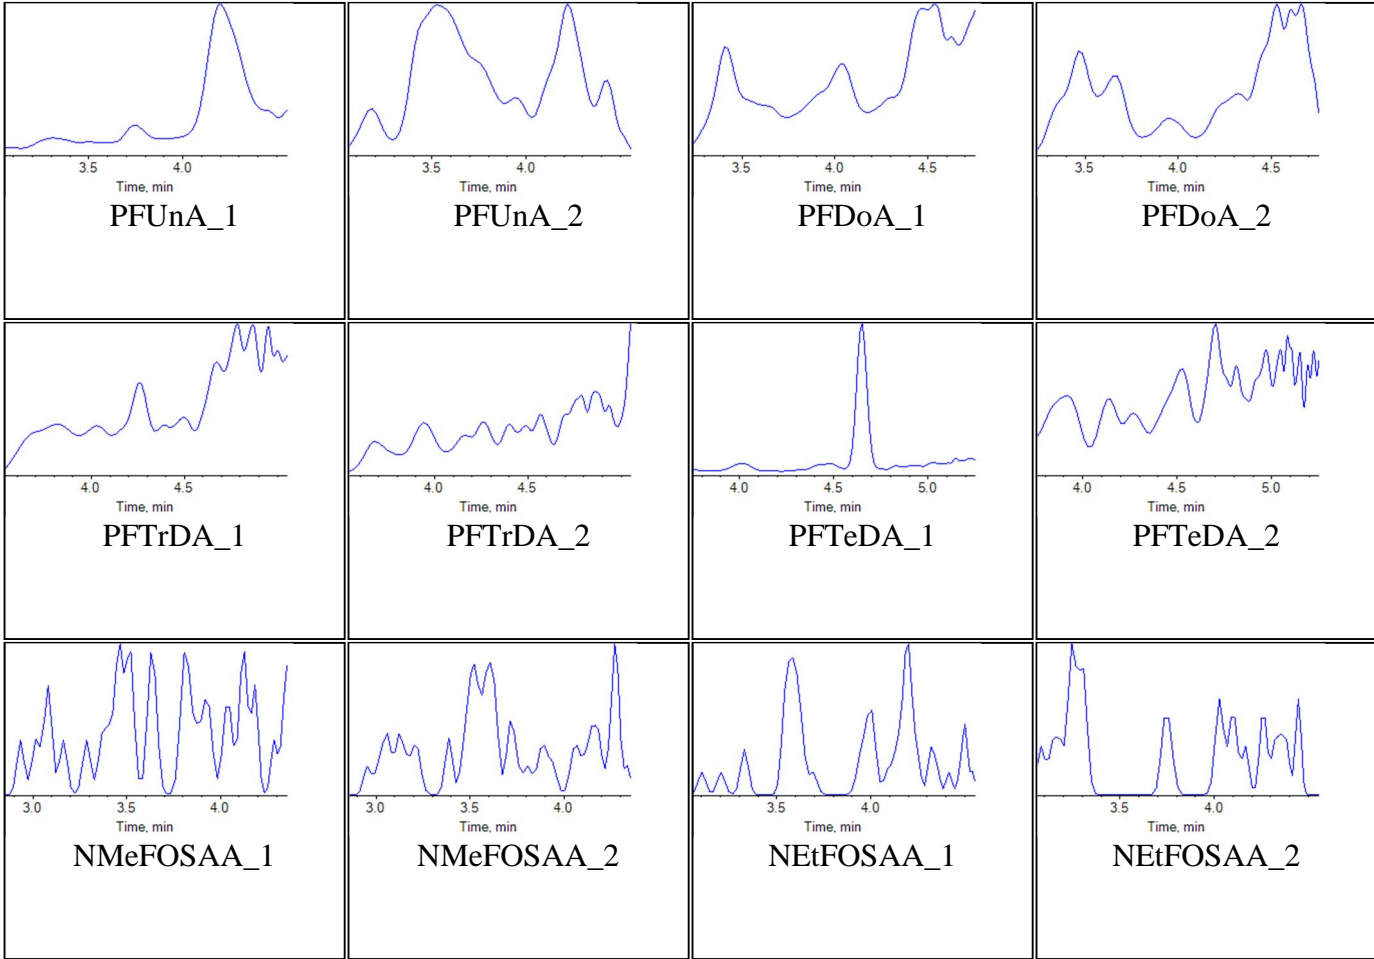 3.5 4.0
Time, min
PFUnA_1
3.5 4.0
Time, min
PFUnA_2
3.5 4.0 4.5
Time, min
PFDoA_1
3.5 4.0 4.5
Time, min
PFDoA_2
4.0 4.5
Time, min
PFTrDA_1
4.0 4.5
Time, min
PFTrDA_2
4.0 4.5 5.0
Time, min
PFTeDA_1
4.0 4.5 5.0
Time, min
PFTeDA_2
3.0 3.5 4.0
Time, min
NMeFOSAA_1
3.0 3.5 4.0
Time, min
NMeFOSAA_2
3.5 4.0
Time, min
NEtFOSAA_1
3.5 4.0
Time, min
NEtFOSAA_2